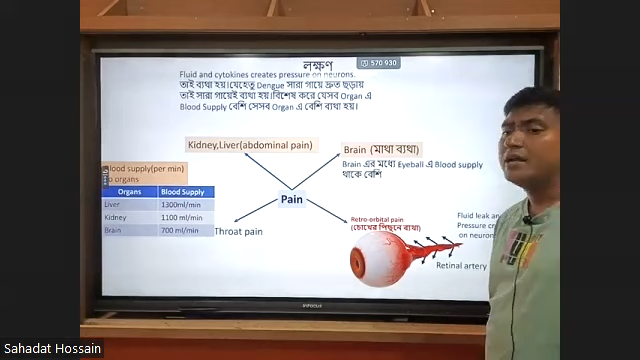 লক্ষণ
570 930
Fluid and cytokines creates pressure on neurons.
তাই ব্যথা হয়।যেহেতু Dengue সারা গায়ে দ্রুত ছড়ায়
তাই সারা গায়েই ব্যথা হয়।বিশেষ করে যেসব Organ এ
Blood Supply বেশি সেসব Organ এ বেশি ব্যথা হয়।
Kidney,Liver(abdominal pain)
Brain (মাথা ব্যথা)
Brain এর মধ্যে Eyeball এ Blood supply
থাকে বেশি
Blood supply(per min)
to organs
Organs Blood Supply
Liver 1300ml/min
Kidney 1100 ml/min
Brain 700 ml/min
Pain
Throat pain
Retro-orbital pain
(চোখের পিছনে ব্যথা)
Fluid leak an
Pressure c
on neuron
Retinal artery
INFOCUS
Sahadat Hossain